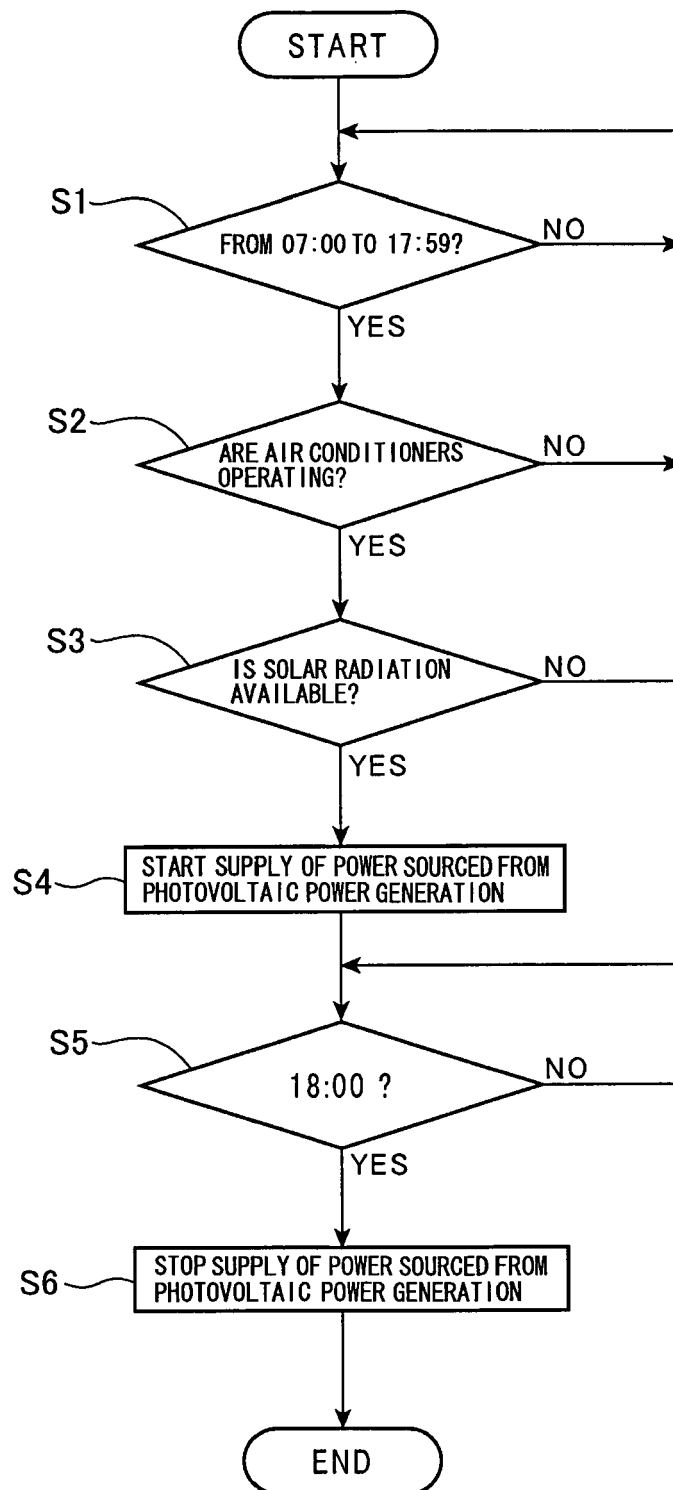 START
S1
FROM 07:00 TO 17:59?
NO
YES
S2
ARE AIR CONDITIONERS
OPERATING?
NO
YES
S3
IS SOLAR RADIATION
AVAILABLE?
NO
YES
S4
START SUPPLY OF POWER SOURCED FROM
PHOTOVOLTAIC POWER GENERATION
S5
18:00 ?
NO
YES
S6
STOP SUPPLY OF POWER SOURCED FROM
PHOTOVOLTAIC POWER GENERATION
END